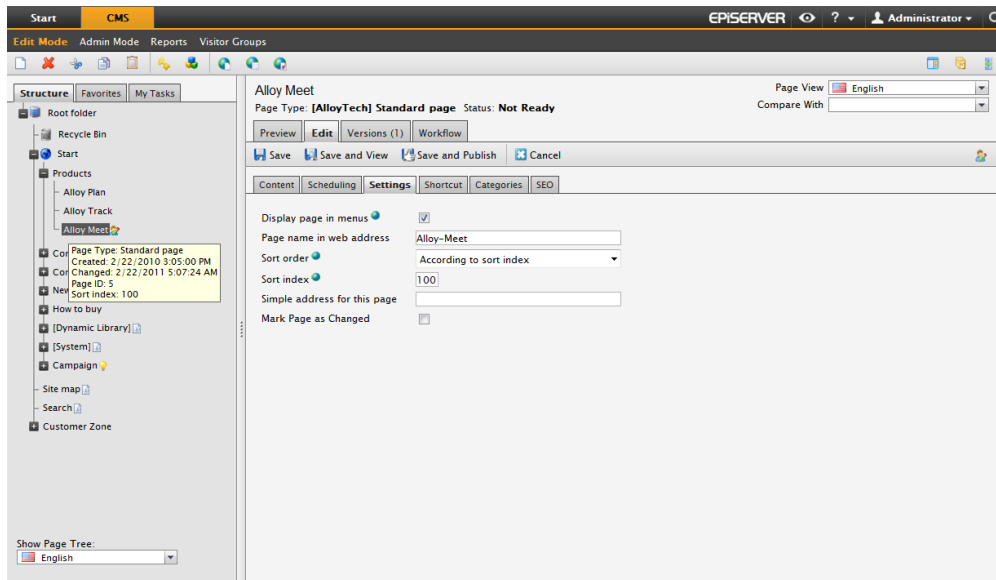 Start CMS EPiSERVER ? Administrator
Edit Mode Admin Mode Reports Visitor Groups
Structure Favorites My Tasks
Root folder
Recycle Bin
Start
Products
Alloy Plan
Alloy Track
Alloy Meet
Page Type: Standard page
Created: 2/22/2010 3:05:00 PM
Changed: 2/22/2011 5:07:24 AM
Page ID: 5
Sort index: 100
Co
Co
New
How to buy
[Dynamic Library]
[System]
Campaign
Site map
Search
Customer Zone
Show Page Tree:
English
Alloy Meet
Page Type: [AlloyTech] Standard page Status: Not Ready
Page View English
Compare With
Preview Edit Versions (1) Workflow
Save Save and View Save and Publish Cancel
Content Scheduling Settings Shortcut Categories SEO
Display page in menus
Page name in web address Alloy-Meet
Sort order According to sort index
Sort index 100
Simple address for this page
Mark Page as Changed